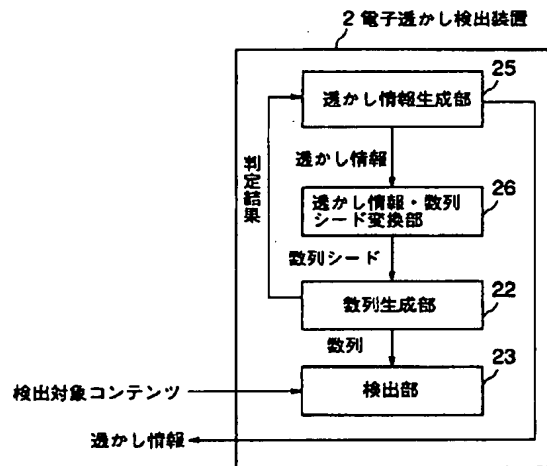 2 電子透かし検出装置
25
透かし情報生成部
透かし情報
判定結果
26
透かし情報・数列
シード変換部
数列シード
22
数列生成部
数列
23
検出部
検出対象コンテンツ
透かし情報